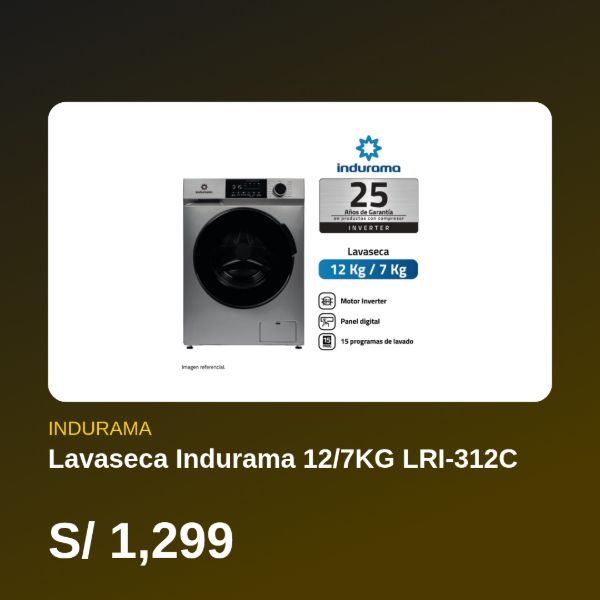 indurama
25
Años de Garantía
en productos con compresor
INVERTER
Lavaseca
12 Kg / 7 Kg
Motor Inverter
Panel digital
15
15 programas de lavado
Imagen referencial.
INDURAMA
Lavaseca Indurama 12/7KG LRI-312C
S/ 1,299